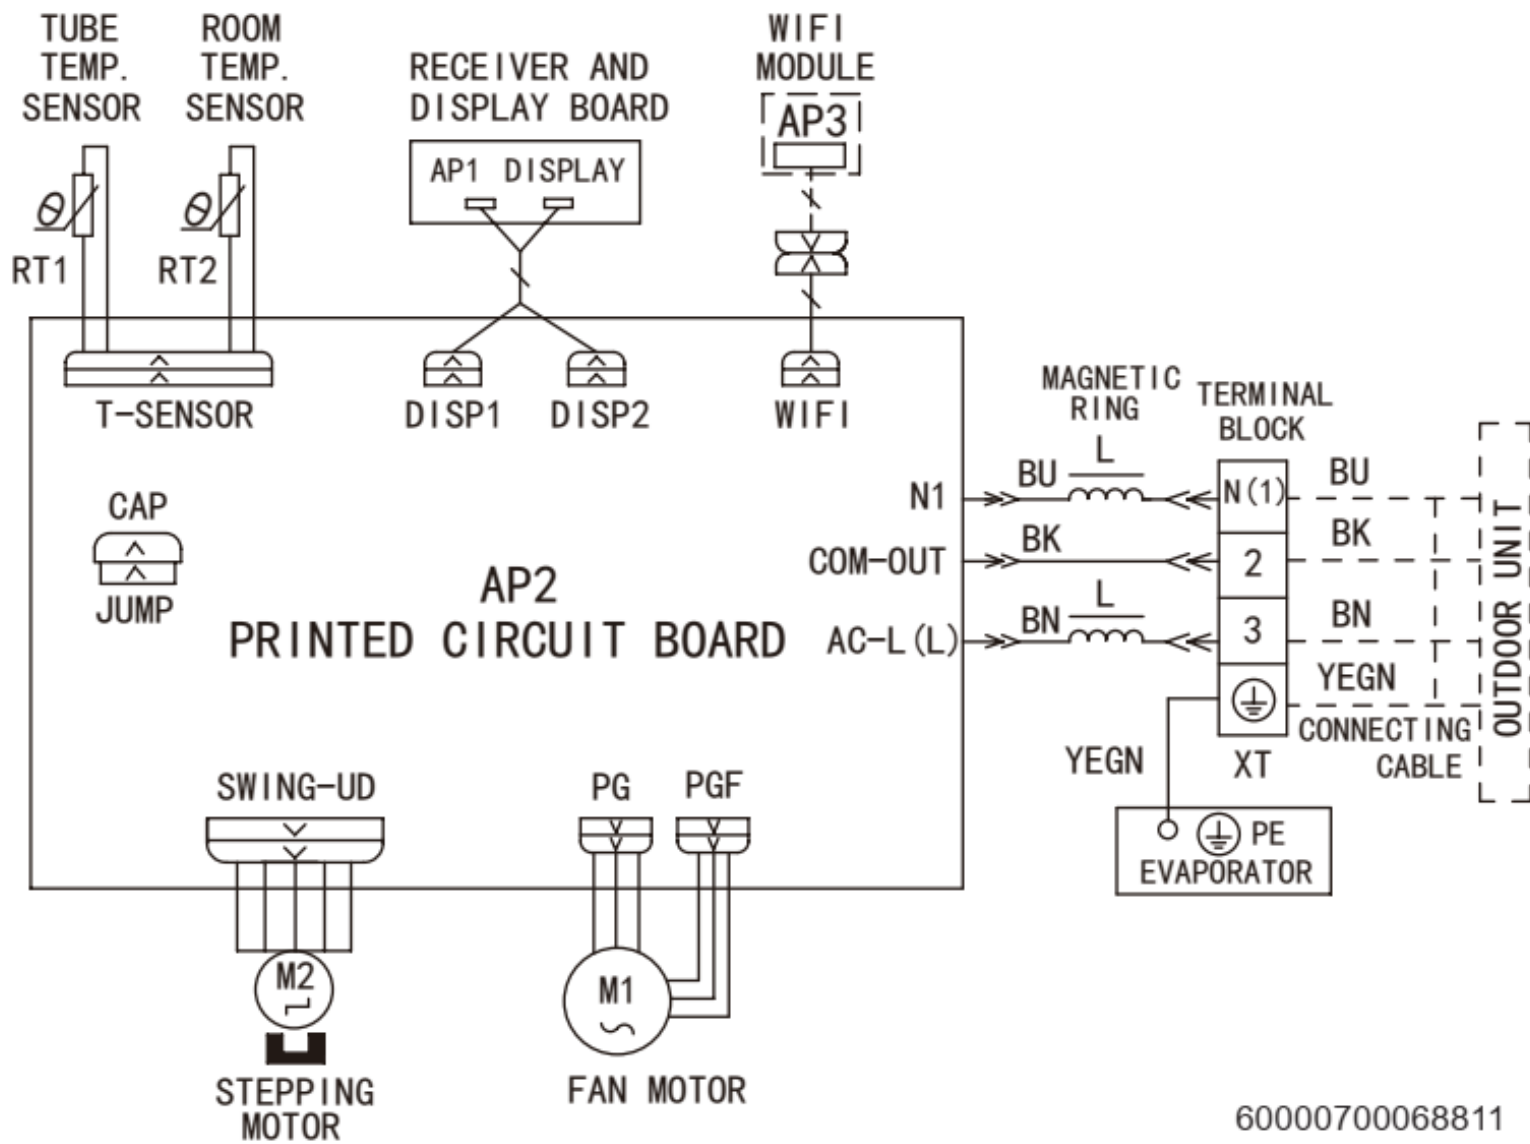 TUBE
TEMP.
SENSOR
ROOM
TEMP.
SENSOR
RECEIVER AND
DISPLAY BOARD
WIFI
MODULE
AP3
AP1 DISPLAY
θ
RT1
θ
RT2
T-SENSOR
DISP1
DISP2
WIFI
MAGNETIC
RING
TERMINAL
BLOCK
CAP
JUMP
AP2
PRINTED CIRCUIT BOARD
N1
BU
L
N(1)
BU
COM-OUT
BK
2
BK
AC-L(L)
BN
L
3
BN
YEGN
OUTDOOR UNIT
CONNECTING
CABLE
YEGN
XT
PE
EVAPORATOR
SWING-UD
PG
PGF
M2
M1
STEPPING
MOTOR
FAN MOTOR
60000700068811